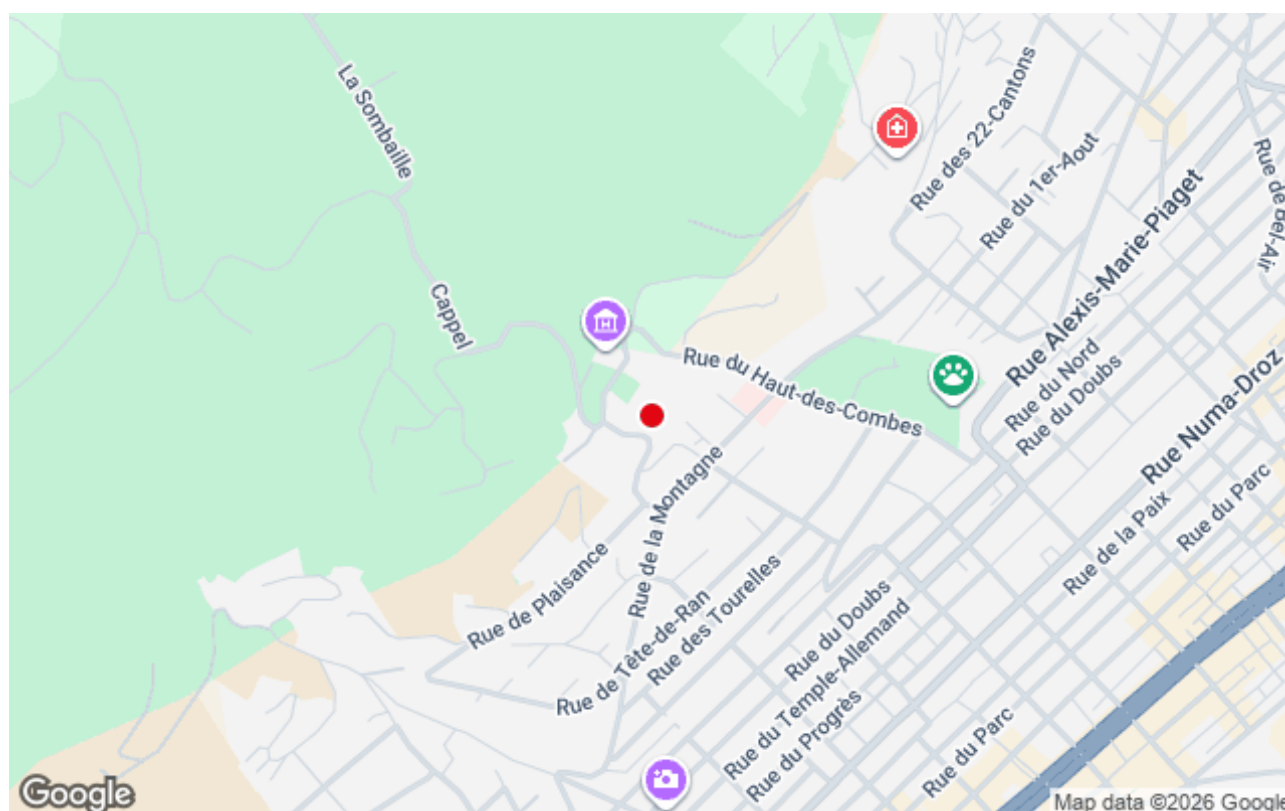 La Sombaille
Cappel
Rue des 22-Cantons
Rue du 1er-Aout
Rue Alexis-Marie-Piaget
Rue de Bel-Air
Rue du Haut-des-Combes
Rue du Nord
Rue du Doubs
Rue Numa-Droz
Rue du Parc
Rue de la Paix
Rue de la Montagne
Rue de Plaisance
Rue de Tête-de-Ran
Rue des Tourelles
Rue du Doubs
Rue du Temple-Allemand
Rue du Progrès
Rue du Parc
Google
Map data ©2026 Google